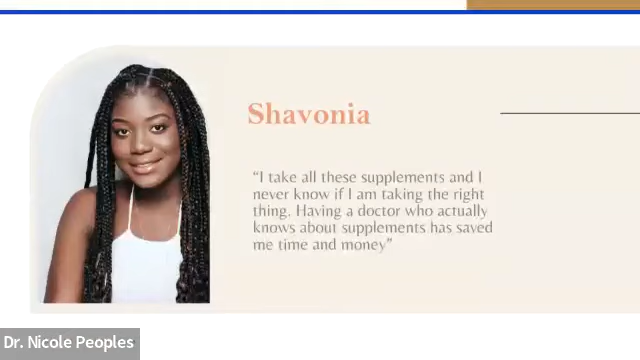 Shavonia
“I take all these supplements and I
never know if I am taking the right
thing. Having a doctor who actually
knows about supplements has saved
me time and money”
Dr. Nicole Peoples